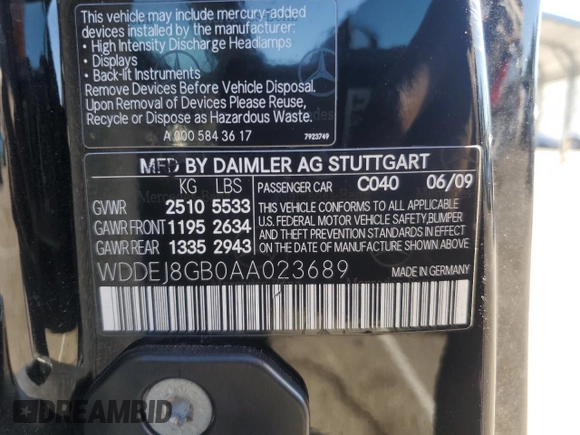 This vehicle may include mercury-added
devices installed by the manufacturer:
• High Intensity Discharge Headlamps
• Displays
• Back-lit Instruments
Remove Devices Before Vehicle Disposal.
Upon Removal of Devices Please Reuse,
Recycle or Dispose as Hazardous Waste.
A 000 584 36 17 7923749
MFD BY DAIMLER AG STUTTGART
KG LBS PASSENGER CAR C040 06/09
GVWR 2510 5533
GAWR FRONT 1195 2634
GAWR REAR 1335 2943
THIS VEHICLE CONFORMS TO ALL APPLICABLE
U.S. FEDERAL MOTOR VEHICLE SAFETY, BUMPER
AND THEFT PREVENTION STANDARDS IN EFFECT
ON THE DATE OF MANUFACTURE SHOWN ABOVE.
WDDEJ8GB0AA023689 MADE IN GERMANY
DREAMBID